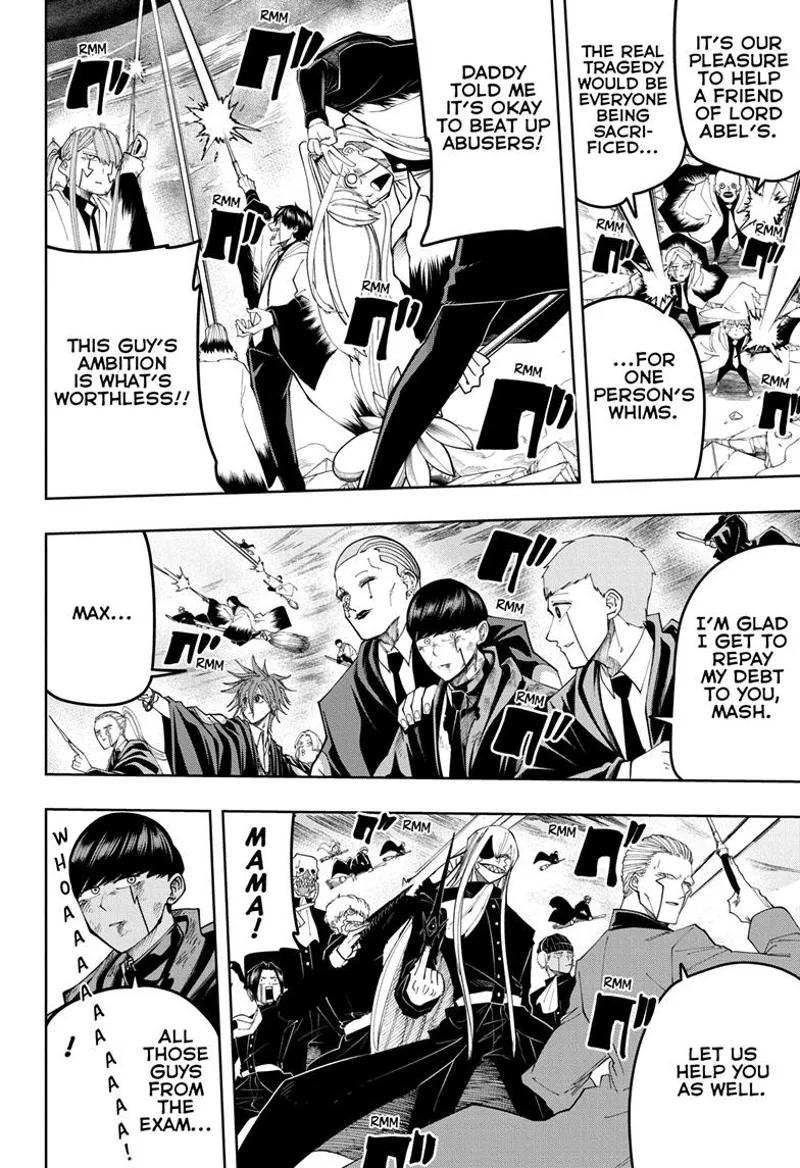 IT'S OUR
PLEASURE
TO HELP
A FRIEND
OF LORD
ABEL'S.
THE REAL
TRAGEDY
WOULD BE
EVERYONE
BEING
SACRI-
FICED...
...FOR
ONE
PERSON'S
WHIMS.
RMM
RMM
RMM
RMM
DADDY
TOLD ME
IT'S OKAY
TO BEAT UP
ABUSERS!
THIS GUY'S
AMBITION
IS WHAT'S
WORTHLESS!!
RMM
RMM
RMM
RMM
RMM
I'M GLAD
I GET TO
REPAY
MY DEBT
TO YOU,
MASH.
MAX...
RMM
RMM
RMM
LET US
HELP YOU
AS WELL.
MAMA!
RMM
RMM
RMM
RMM
WHOAAAAAAAAAA!
ALL
THOSE
GUYS
FROM
THE
EXAM...
!